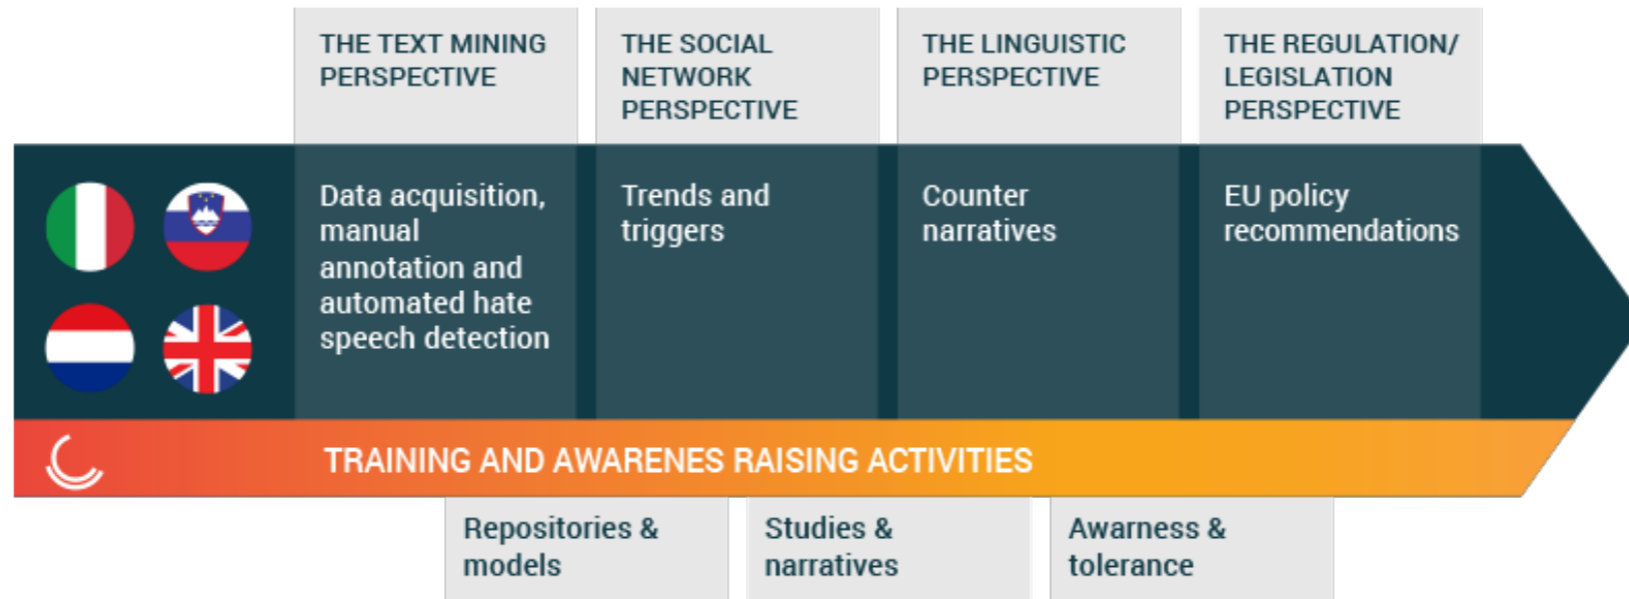 THE TEXT MINING
PERSPECTIVE
THE SOCIAL
NETWORK
PERSPECTIVE
THE LINGUISTIC
PERSPECTIVE
THE REGULATION/
LEGISLATION
PERSPECTIVE
Data acquisition,
manual
annotation and
automated hate
speech detection
Trends and
triggers
Counter
narratives
EU policy
recommendations
TRAINING AND AWARENES RAISING ACTIVITIES
Repositories &
models
Studies &
narratives
Awarness &
tolerance